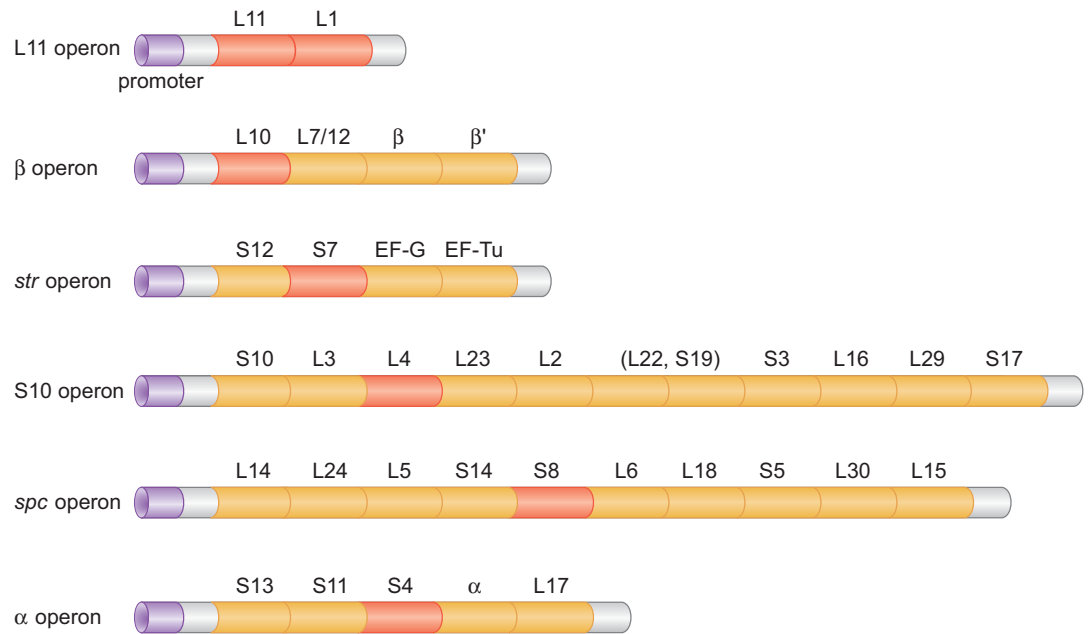 L11 L1
L11 operon
promoter
L10 L7/12 β β'
β operon
S12 S7 EF-G EF-Tu
str operon
S10 L3 L4 L23 L2 (L22, S19) S3 L16 L29 S17
S10 operon
L14 L24 L5 S14 S8 L6 L18 S5 L30 L15
spc operon
S13 S11 S4 α L17
α operon